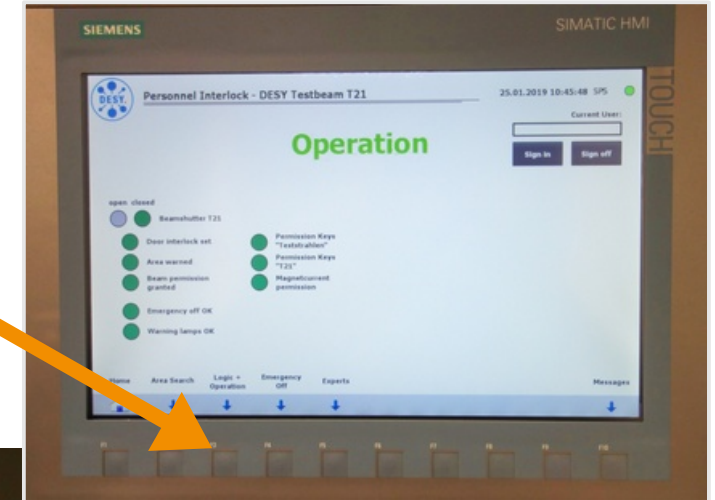 SIEMENS
SIMATIC HMI
TOUCH
DESY.
Personnel Interlock - DESY Testbeam T21
25.01.2019 10:45:48 SPS
Current User:
Operation
Sign in
Sign off
open closed
Beamshutter T21
Door interlock set
Permission Keys
"Teststrahlen"
Area warned
Permission Keys
"T21"
Beam permission
granted
Magnetcurrent
permission
Emergency off OK
Warning lamps OK
Home
Area Search
Logic +
Operation
Emergency
Off
Experts
Messages
F1
F3
F4
F5
F6
F7
F8
F9
F10